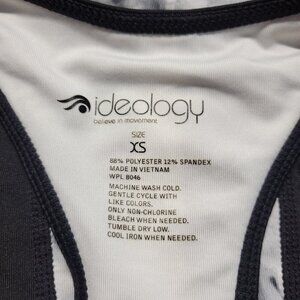 ideology
believe in movement
SIZE
XS
88% POLYESTER 12% SPANDEX
MADE IN VIETNAM
WPL 8046
MACHINE WASH COLD.
GENTLE CYCLE WITH
LIKE COLORS.
ONLY NON-CHLORINE
BLEACH WHEN NEEDED.
TUMBLE DRY LOW.
COOL IRON WHEN NEEDED.